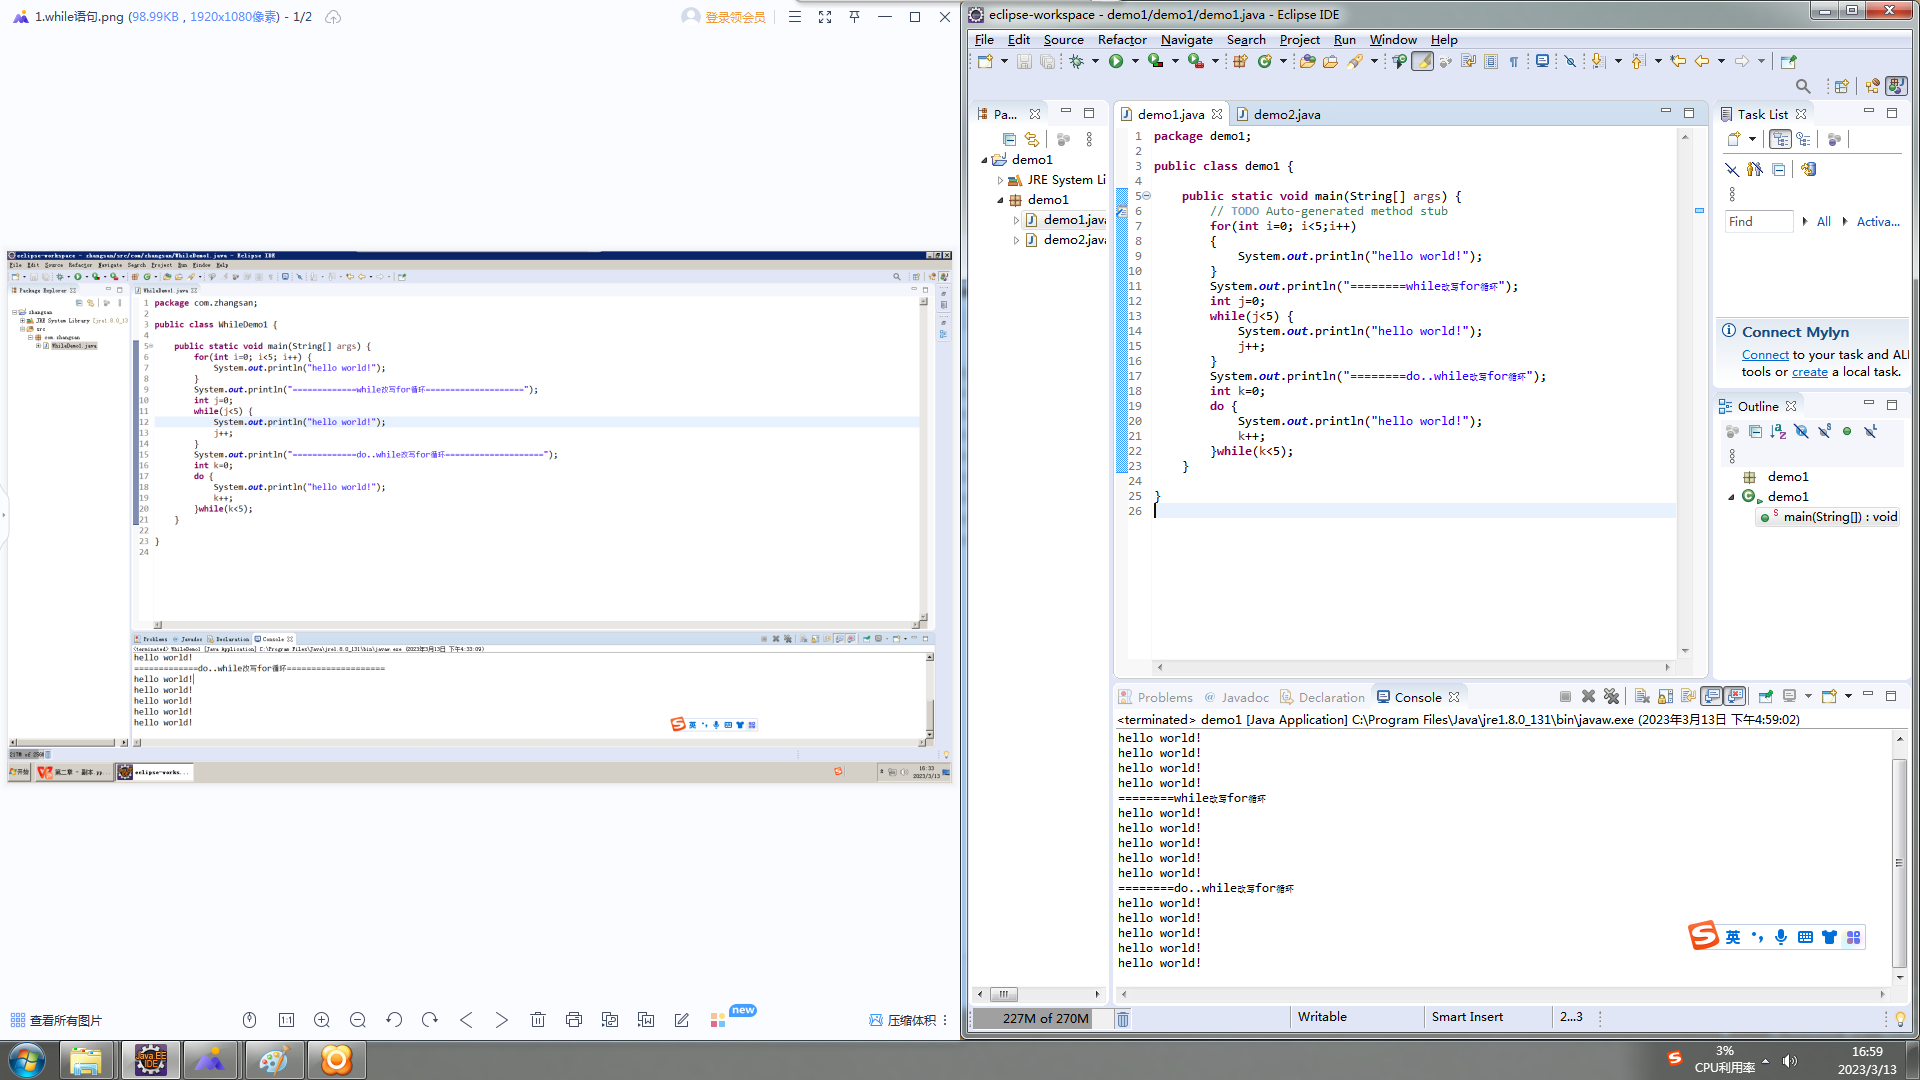 1.while语句.png (98.99KB , 1920x1080像素) - 1/2
登录领会员
eclipse-workspace - zhangsan/src/com/zhangsan/WhileDemo1.java - Eclipse IDE
File Edit Source Refactor Navigate Search Project Run Window Help
Package Explorer
zhangsan
JRE System Library [jre1.8.0_13
src
com.zhangsan
WhileDemo1.java
WhileDemo1.java
1 package com.zhangsan;
2
3 public class WhileDemo1 {
4
5 public static void main(String[] args) {
6 for(int i=0; i<5; i++) {
7 System.out.println("hello world!");
8 }
9 System.out.println("=============while改写for循环====================");
10 int j=0;
11 while(j<5) {
12 System.out.println("hello world!");
13 j++;
14 }
15 System.out.println("=============do..while改写for循环====================");
16 int k=0;
17 do {
18 System.out.println("hello world!");
19 k++;
20 }while(k<5);
21 }
22
23 }
24
Problems Javadoc Declaration Console
<terminated> WhileDemo1 [Java Application] C:\Program Files\Java\jre1.8.0_131\bin\javaw.exe (2023年3月13日 下午4:33:09)
hello world!
=============do..while改写for循环====================
hello world!
hello world!
hello world!
hello world!
hello world!
英
开始
第二章 - 副本 pp...
eclipse-works...
16:33
2023/3/13
查看所有图片
1:1
new
压缩体积
eclipse-workspace - demo1/demo1/demo1.java - Eclipse IDE
File Edit Source Refactor Navigate Search Project Run Window Help
Pa...
demo1
JRE System Li
demo1
demo1.java
demo2.java
demo1.java
demo2.java
1 package demo1;
2
3 public class demo1 {
4
5 public static void main(String[] args) {
6 // TODO Auto-generated method stub
7 for(int i=0; i<5;i++)
8 {
9 System.out.println("hello world!");
10 }
11 System.out.println("========while改写for循环");
12 int j=0;
13 while(j<5) {
14 System.out.println("hello world!");
15 j++;
16 }
17 System.out.println("========do..while改写for循环");
18 int k=0;
19 do {
20 System.out.println("hello world!");
21 k++;
22 }while(k<5);
23 }
24
25 }
26
Task List
Find
All
Activa...
Connect Mylyn
Connect to your task and ALM
tools or create a local task.
Outline
demo1
demo1
main(String[]) : void
Problems
Javadoc
Declaration
Console
<terminated> demo1 [Java Application] C:\Program Files\Java\jre1.8.0_131\bin\javaw.exe (2023年3月13日 下午4:59:02)
hello world!
hello world!
hello world!
hello world!
========while改写for循环
hello world!
hello world!
hello world!
hello world!
hello world!
========do..while改写for循环
hello world!
hello world!
hello world!
hello world!
hello world!
英
227M of 270M
Writable
Smart Insert
2...3
Java EE
IDE
3%
CPU利用率
16:59
2023/3/13